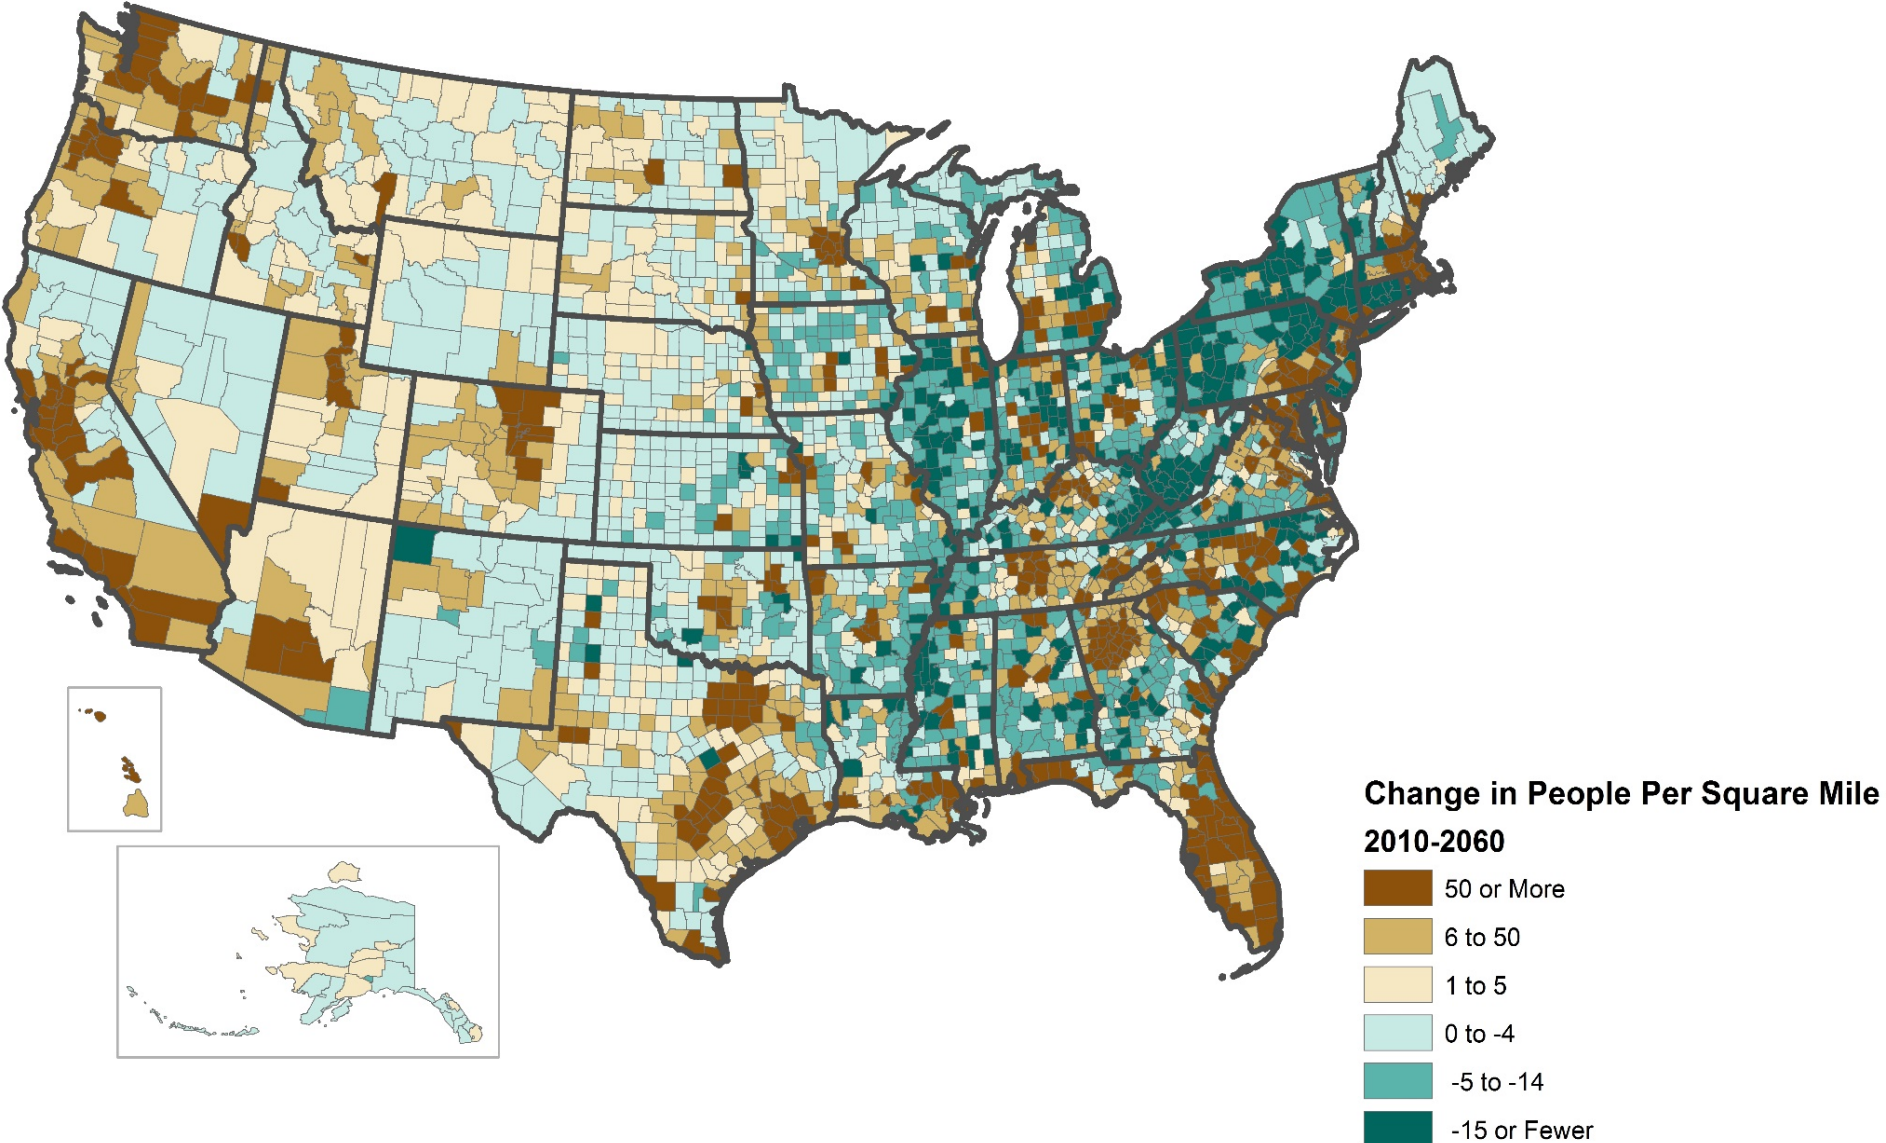 Change in People Per Square Mile
2010-2060
50 or More
6 to 50
1 to 5
0 to -4
-5 to -14
-15 or Fewer